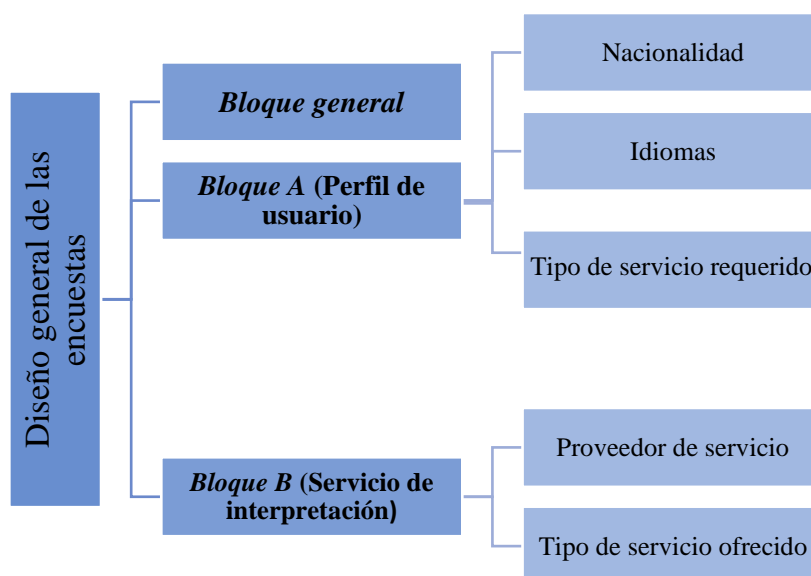 Diseño general de las
encuestas
Bloque general
Bloque A (Perfil de
usuario)
Nacionalidad
Idiomas
Tipo de servicio requerido
Bloque B (Servicio de
interpretación)
Proveedor de servicio
Tipo de servicio ofrecido